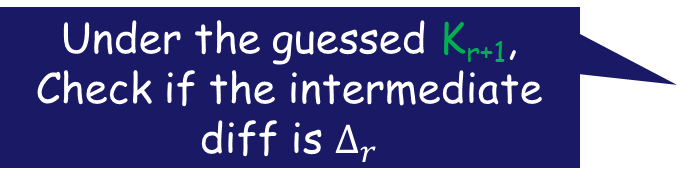 Under the guessed K_{r+1},
Check if the intermediate
diff is Δ_r